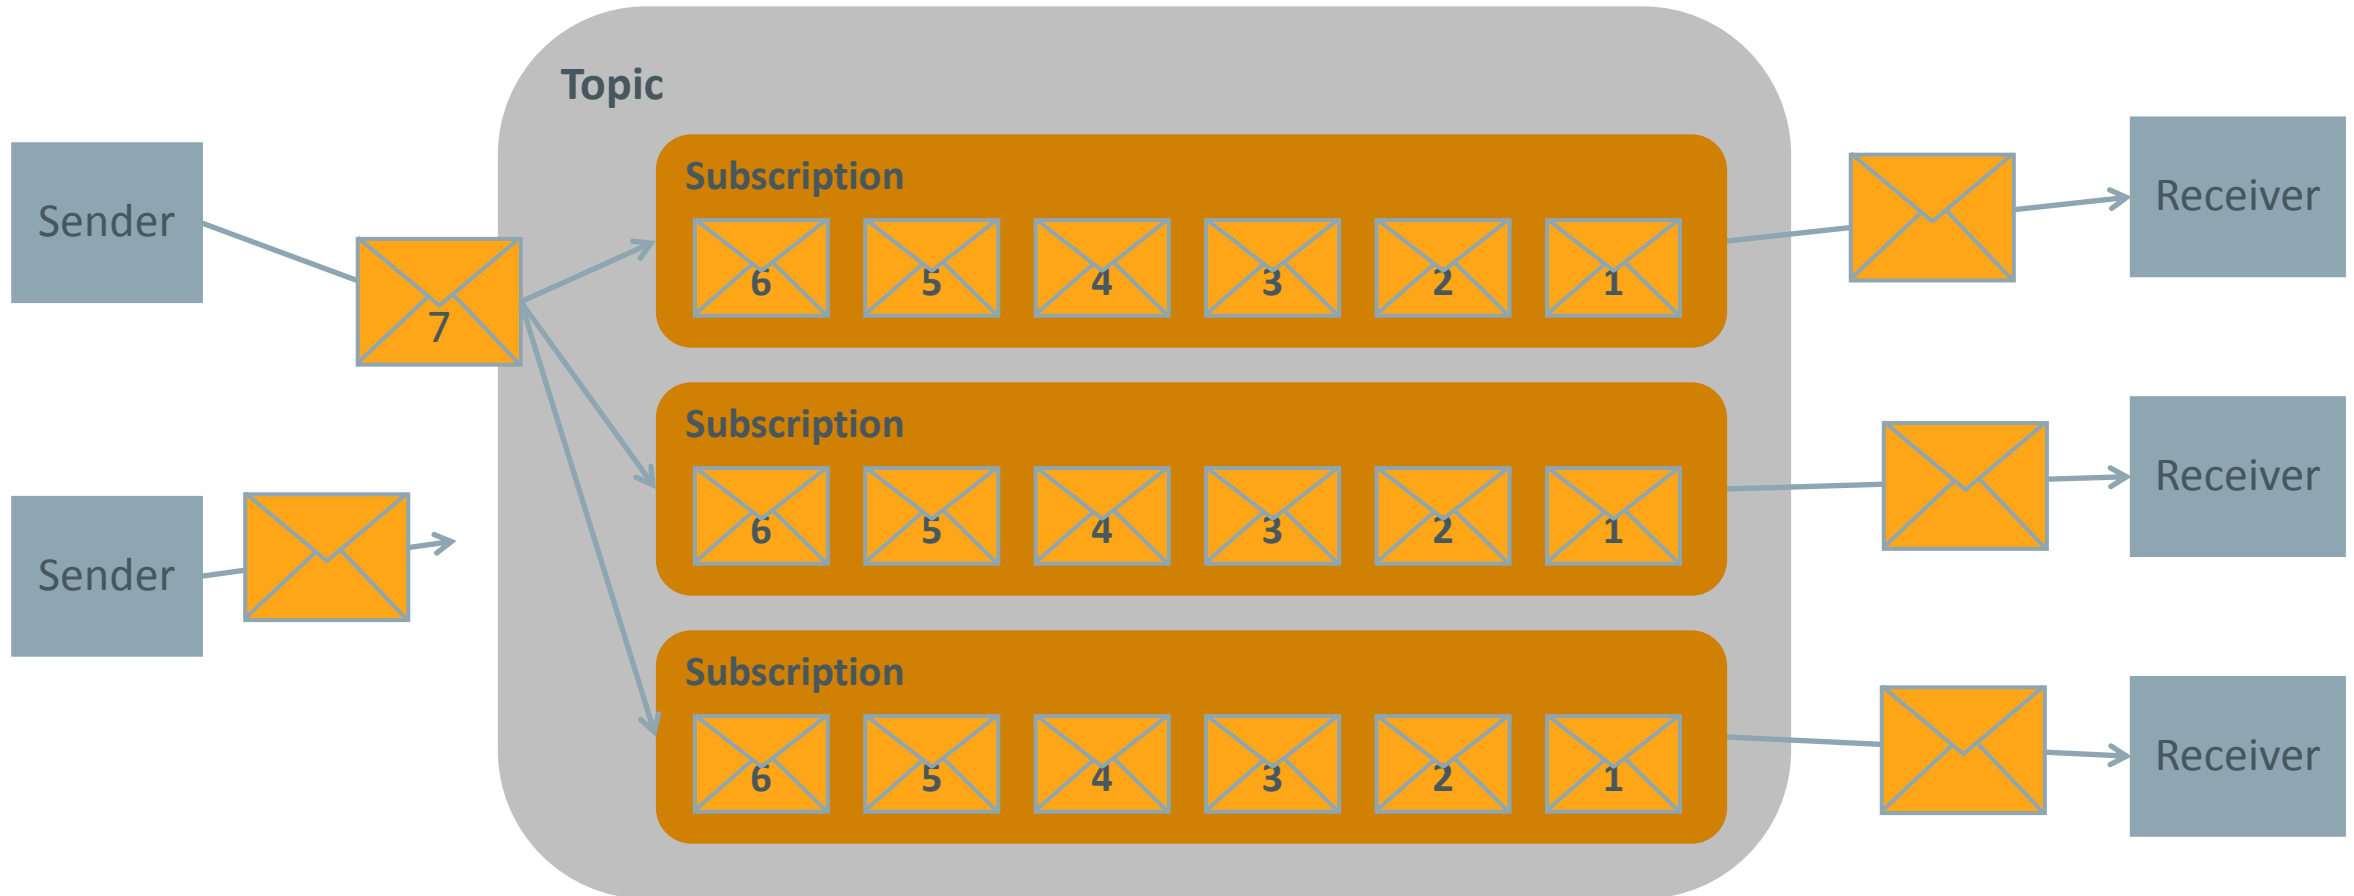 Topic
Sender
7
Sender
Subscription
6 5 4 3 2 1
Subscription
6 5 4 3 2 1
Subscription
6 5 4 3 2 1
Receiver
Receiver
Receiver